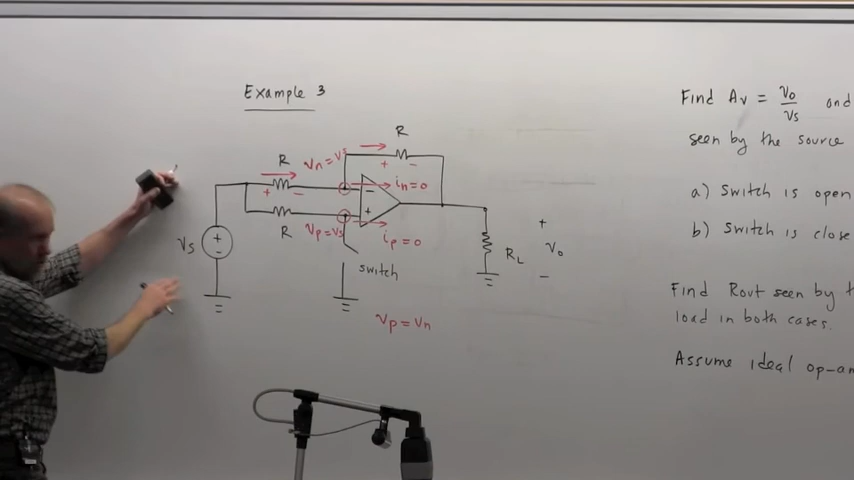 Example 3
Find Av = vo/vs and
seen by the source
a) Switch is open
b) Switch is close
Find Rout seen by t
load in both cases.
Assume ideal op-am
R
R
vn = vs
+ -
in = 0
+ -
-
+
R
vp = vs
ip = 0
switch
vs
+
-
RL
+
vo
-
vp = vn